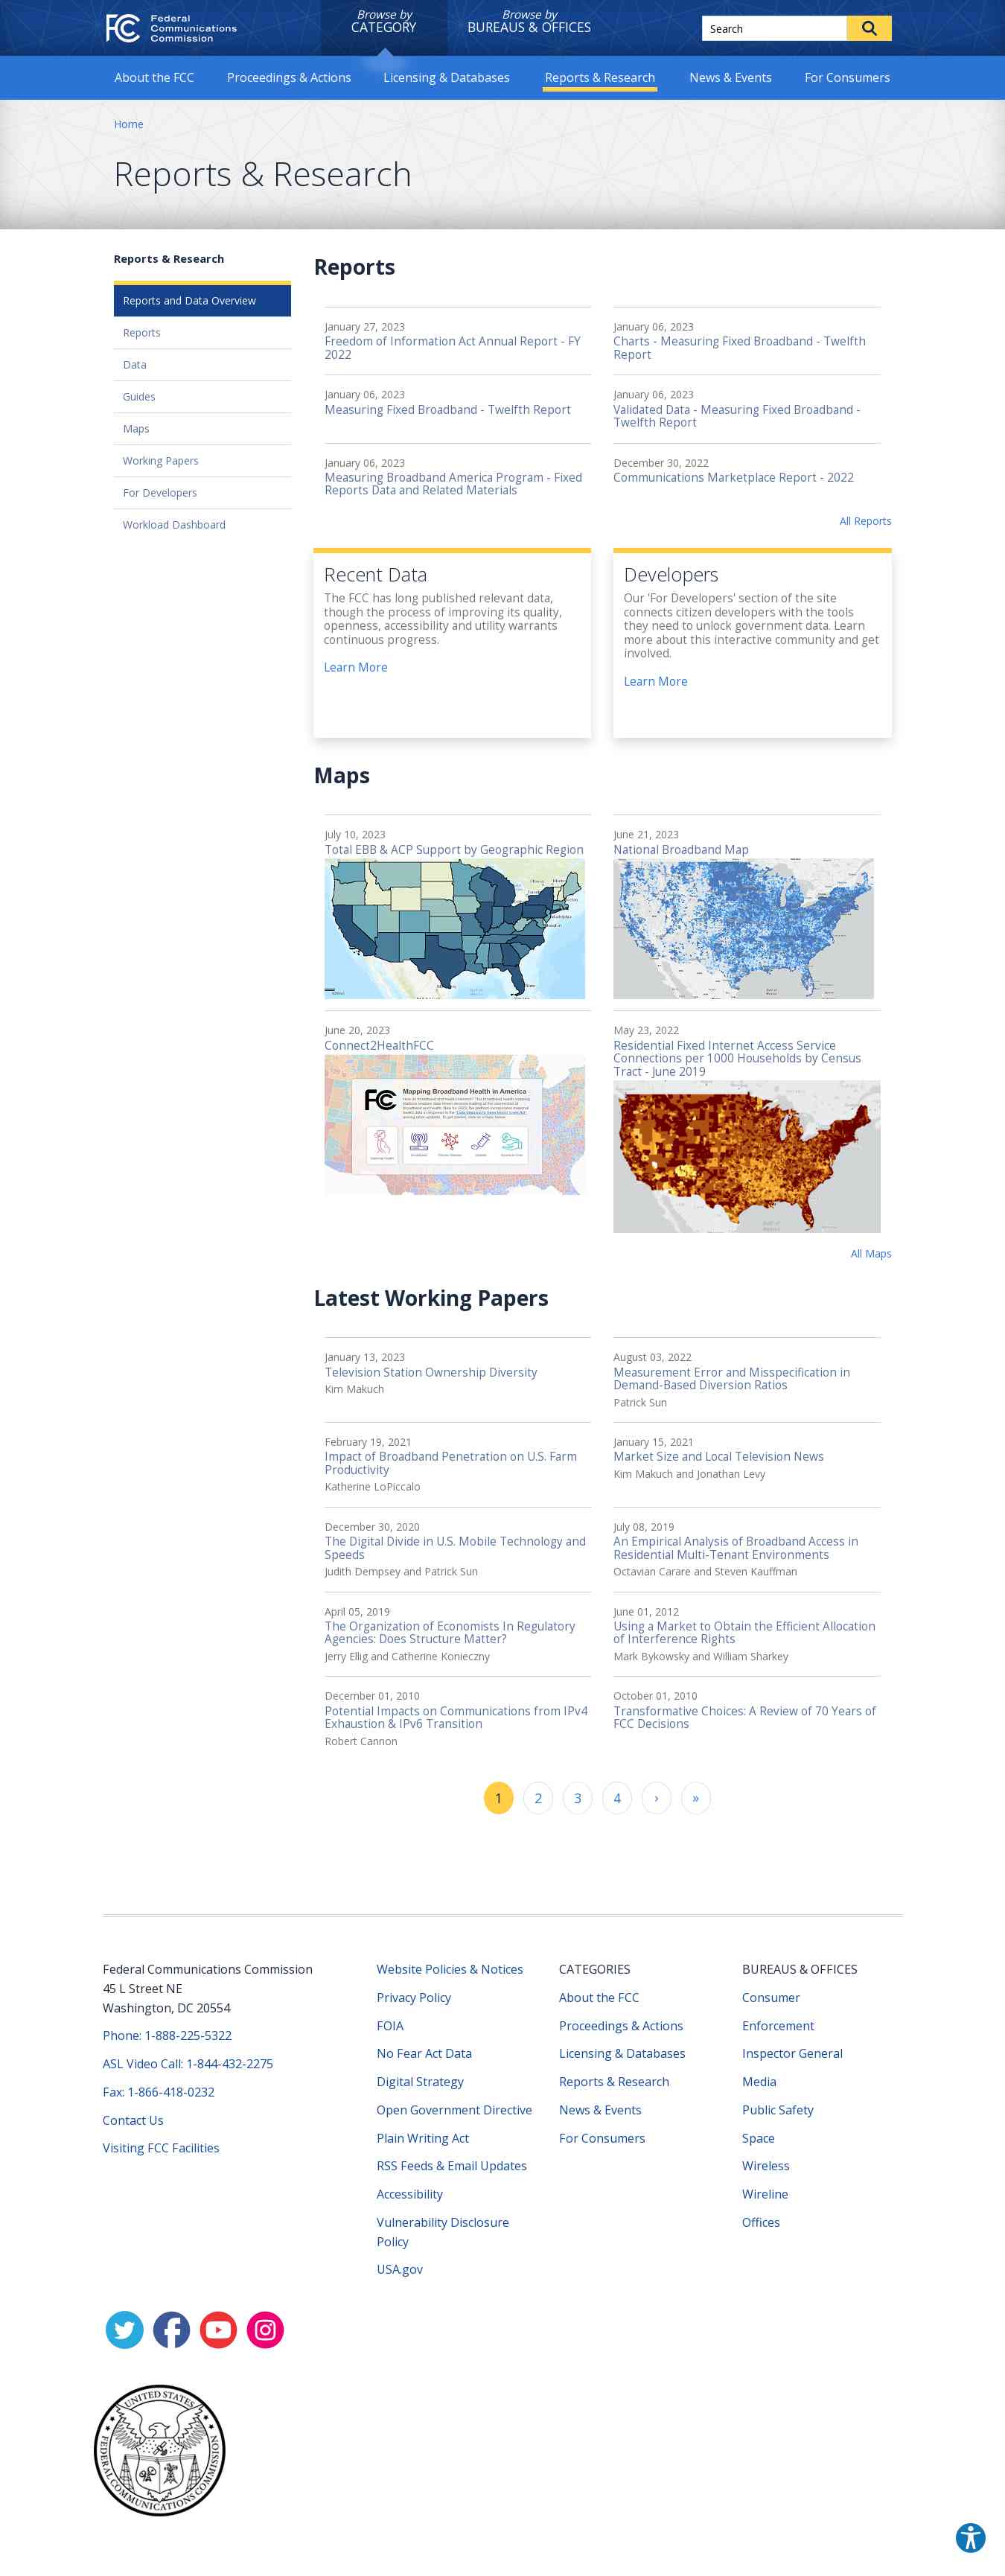 FCC
Federal
Communications
Commission
Browse by
CATEGORY
Browse by
BUREAUS & OFFICES
Search
About the FCC
Proceedings & Actions
Licensing & Databases
Reports & Research
News & Events
For Consumers
Home
Reports & Research
Reports & Research
Reports and Data Overview
Reports
Data
Guides
Maps
Working Papers
For Developers
Workload Dashboard
Reports
January 27, 2023
Freedom of Information Act Annual Report - FY
2022
January 06, 2023
Charts - Measuring Fixed Broadband - Twelfth
Report
January 06, 2023
Measuring Fixed Broadband - Twelfth Report
January 06, 2023
Validated Data - Measuring Fixed Broadband -
Twelfth Report
January 06, 2023
Measuring Broadband America Program - Fixed
Reports Data and Related Materials
December 30, 2022
Communications Marketplace Report - 2022
All Reports
Recent Data
The FCC has long published relevant data,
though the process of improving its quality,
openness, accessibility and utility warrants
continuous progress.
Learn More
Developers
Our 'For Developers' section of the site
connects citizen developers with the tools
they need to unlock government data. Learn
more about this interactive community and get
involved.
Learn More
Maps
July 10, 2023
Total EBB & ACP Support by Geographic Region
June 21, 2023
National Broadband Map
June 20, 2023
Connect2HealthFCC
FCC
Mapping Broadband Health in America
May 23, 2022
Residential Fixed Internet Access Service
Connections per 1000 Households by Census
Tract - June 2019
All Maps
Latest Working Papers
January 13, 2023
Television Station Ownership Diversity
Kim Makuch
August 03, 2022
Measurement Error and Misspecification in
Demand-Based Diversion Ratios
Patrick Sun
February 19, 2021
Impact of Broadband Penetration on U.S. Farm
Productivity
Katherine LoPiccalo
January 15, 2021
Market Size and Local Television News
Kim Makuch and Jonathan Levy
December 30, 2020
The Digital Divide in U.S. Mobile Technology and
Speeds
Judith Dempsey and Patrick Sun
July 08, 2019
An Empirical Analysis of Broadband Access in
Residential Multi-Tenant Environments
Octavian Carare and Steven Kauffman
April 05, 2019
The Organization of Economists In Regulatory
Agencies: Does Structure Matter?
Jerry Ellig and Catherine Konieczny
June 01, 2012
Using a Market to Obtain the Efficient Allocation
of Interference Rights
Mark Bykowsky and William Sharkey
December 01, 2010
Potential Impacts on Communications from IPv4
Exhaustion & IPv6 Transition
Robert Cannon
October 01, 2010
Transformative Choices: A Review of 70 Years of
FCC Decisions
1 2 3 4 › »
Federal Communications Commission
45 L Street NE
Washington, DC 20554
Phone: 1-888-225-5322
ASL Video Call: 1-844-432-2275
Fax: 1-866-418-0232
Contact Us
Visiting FCC Facilities
Website Policies & Notices
Privacy Policy
FOIA
No Fear Act Data
Digital Strategy
Open Government Directive
Plain Writing Act
RSS Feeds & Email Updates
Accessibility
Vulnerability Disclosure
Policy
USA.gov
CATEGORIES
About the FCC
Proceedings & Actions
Licensing & Databases
Reports & Research
News & Events
For Consumers
BUREAUS & OFFICES
Consumer
Enforcement
Inspector General
Media
Public Safety
Space
Wireless
Wireline
Offices
UNITED STATES
FEDERAL COMMUNICATIONS COMMISSION